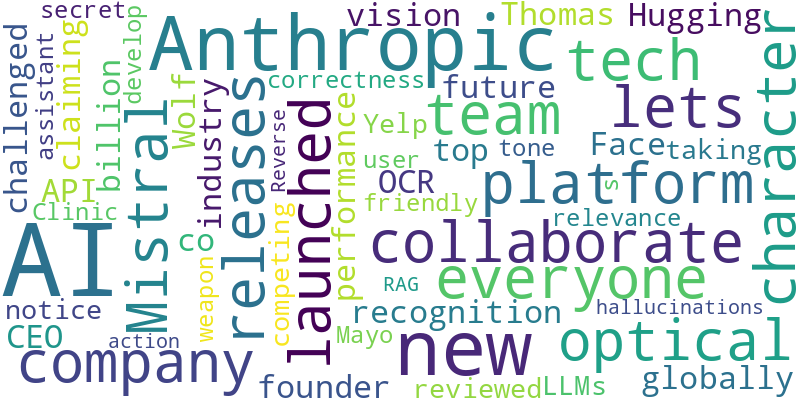 secret
Anthropic
vision
Thomas
Hugging
character
challenged
assistant
claiming
develop
billion
Mistral
Wolf
industry
releases
correctness
future
tech
lets
Reverse
launched
performance
Yelp
team
top
tone
Face
taking
API
Clinic
user
OCR
friendly
platform
s
relevance
AI
co
weapon
competing
RAG
collaborate
everyone
notice
CEO
action
Mayo
recognition
hallucinations
new
optical
company
founder
reviewed
LLMs
globally